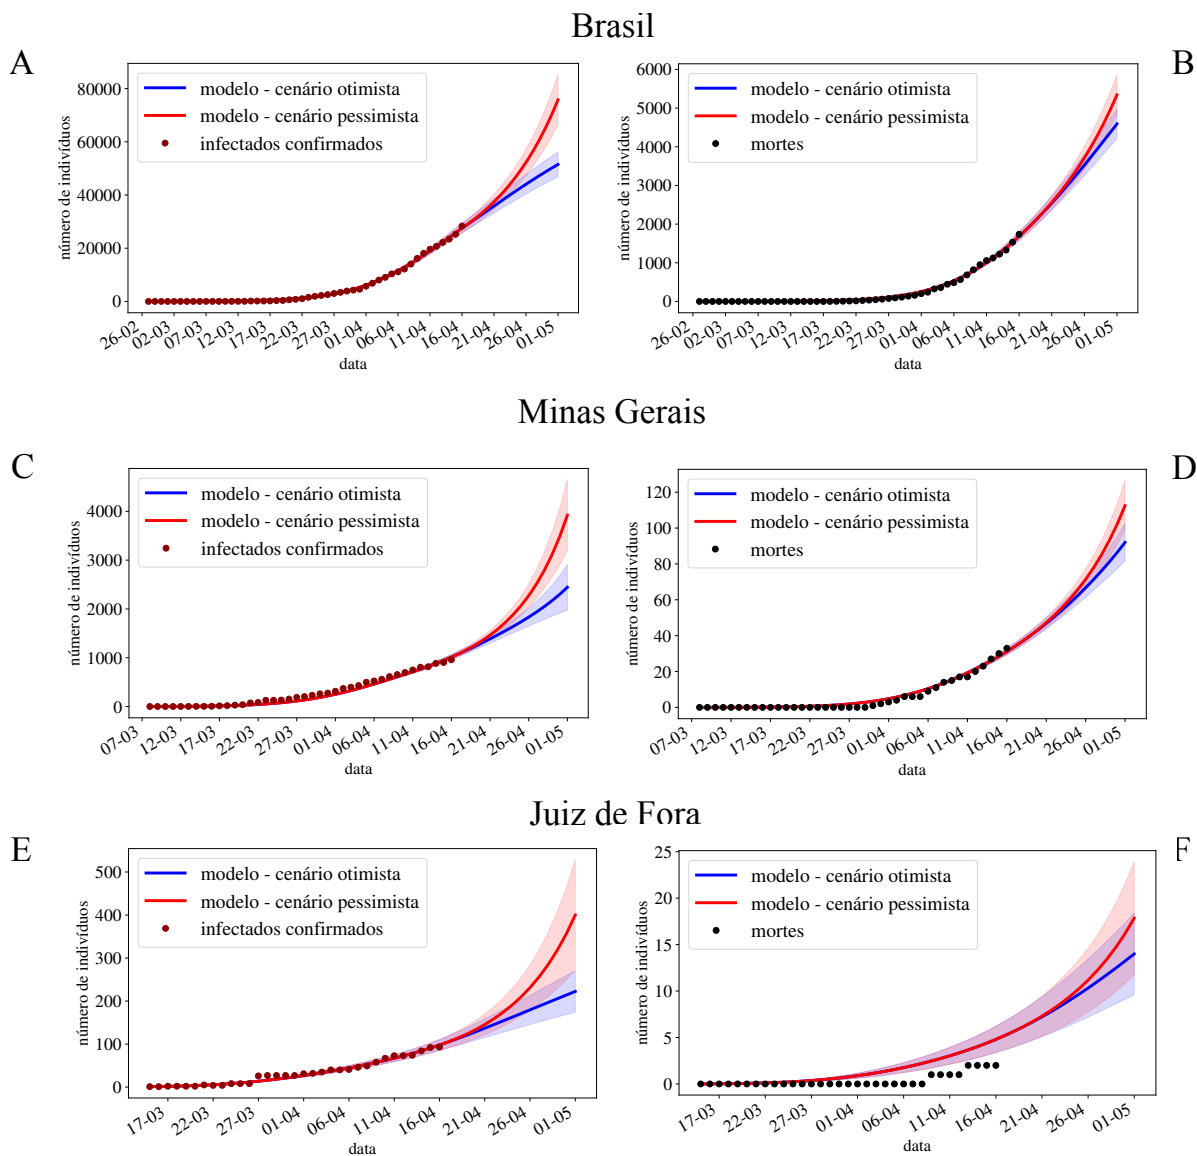 Brasil
A
B
modelo - cenário otimista
modelo - cenário pessimista
infectados confirmados
número de indivíduos
80000
60000
40000
20000
0
26-02
02-03
07-03
12-03
17-03
22-03
27-03
01-04
06-04
11-04
16-04
21-04
26-04
01-05
data
modelo - cenário otimista
modelo - cenário pessimista
mortes
número de indivíduos
6000
5000
4000
3000
2000
1000
0
26-02
02-03
07-03
12-03
17-03
22-03
27-03
01-04
06-04
11-04
16-04
21-04
26-04
01-05
data
Minas Gerais
C
D
modelo - cenário otimista
modelo - cenário pessimista
infectados confirmados
número de indivíduos
4000
3000
2000
1000
0
07-03
12-03
17-03
22-03
27-03
01-04
06-04
11-04
16-04
21-04
26-04
01-05
data
modelo - cenário otimista
modelo - cenário pessimista
mortes
número de indivíduos
120
100
80
60
40
20
0
07-03
12-03
17-03
22-03
27-03
01-04
06-04
11-04
16-04
21-04
26-04
01-05
data
Juiz de Fora
E
F
modelo - cenário otimista
modelo - cenário pessimista
infectados confirmados
número de indivíduos
500
400
300
200
100
0
17-03
22-03
27-03
01-04
06-04
11-04
16-04
21-04
26-04
01-05
data
modelo - cenário otimista
modelo - cenário pessimista
mortes
número de indivíduos
25
20
15
10
5
0
17-03
22-03
27-03
01-04
06-04
11-04
16-04
21-04
26-04
01-05
data